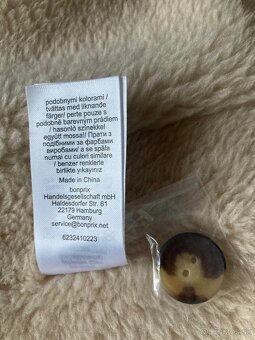 podobnymi kolorami /
tvättas med liknande
färger/ perte pouze s
podobně barevným prádlem
/ hasonló színekkel
együtt mossa!/ Прати з
подібними за фарбами
виробами/ a se spăla
numai cu culori similare
/ benzer renklerle
birlikte yıkayınız
Made in China
bonprix
Handelsgesellschaft mbH
Haldesdorfer Str. 61
22179 Hamburg
Germany
service@bonprix.net
6232410223